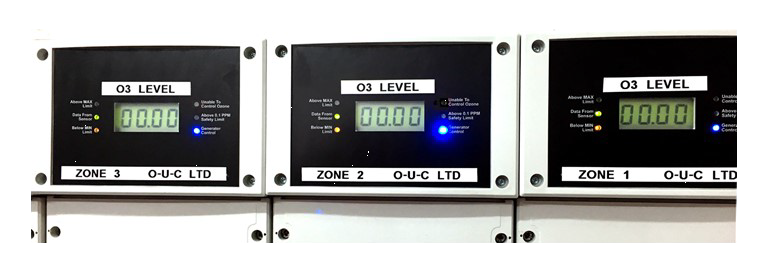 O3 LEVEL
Above MAX
Limit
Data From
Sensor
Below MIN
Limit
00.00
Unable To
Control Ozone
Above 0.1 PPM
Safety Limit
Generator
Control
ZONE 3 O-U-C LTD
O3 LEVEL
Above MAX
Limit
Data From
Sensor
Below MIN
Limit
00.00
Unable To
Control Ozone
Above 0.1 PPM
Safety Limit
Generator
Control
ZONE 2 O-U-C LTD
O3 LEVEL
Above MAX
Limit
Data From
Sensor
Below MIN
Limit
00.00
ZONE 1 O-U-C LTD